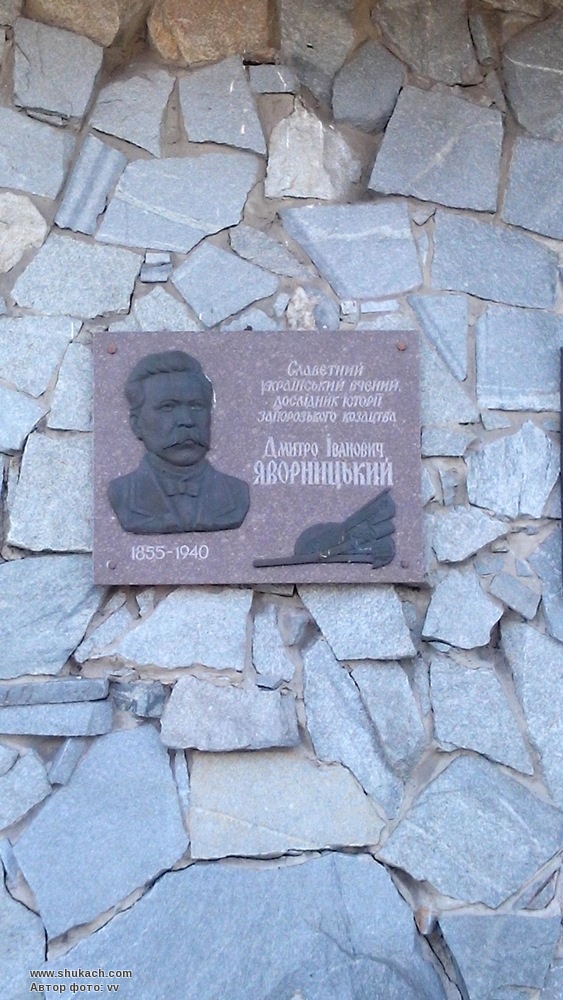 Славетний
український вчений,
дослідник історії
запорозького козацтва
Дмитро Іванович
ЯВОРНИЦЬКИЙ
1855-1940
www.shukach.com
Автор фото: vv